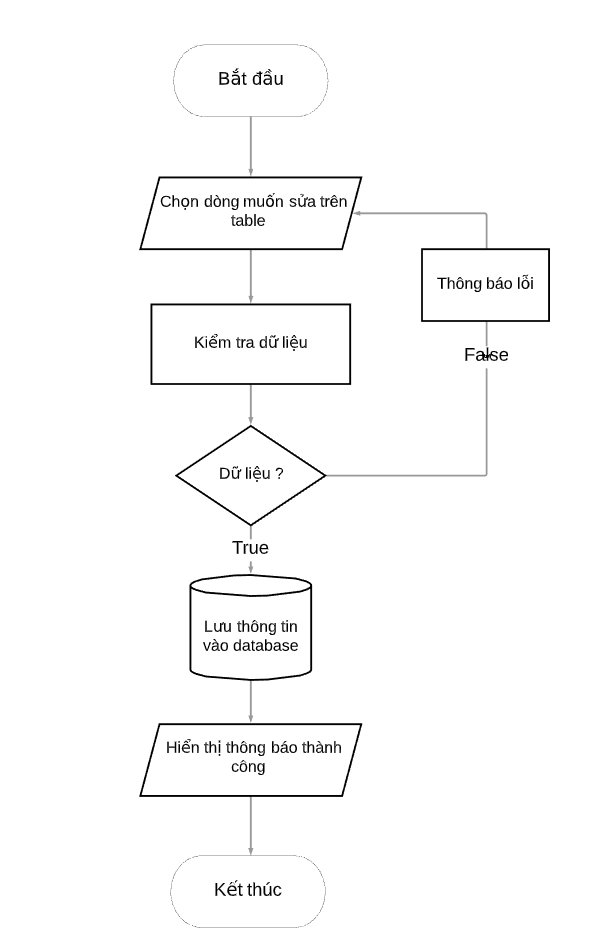 Bắt đầu
Chọn dòng muốn sửa trên
table
Thông báo lỗi
Kiểm tra dữ liệu
False
Dữ liệu ?
True
Lưu thông tin
vào database
Hiển thị thông báo thành
công
Kết thúc